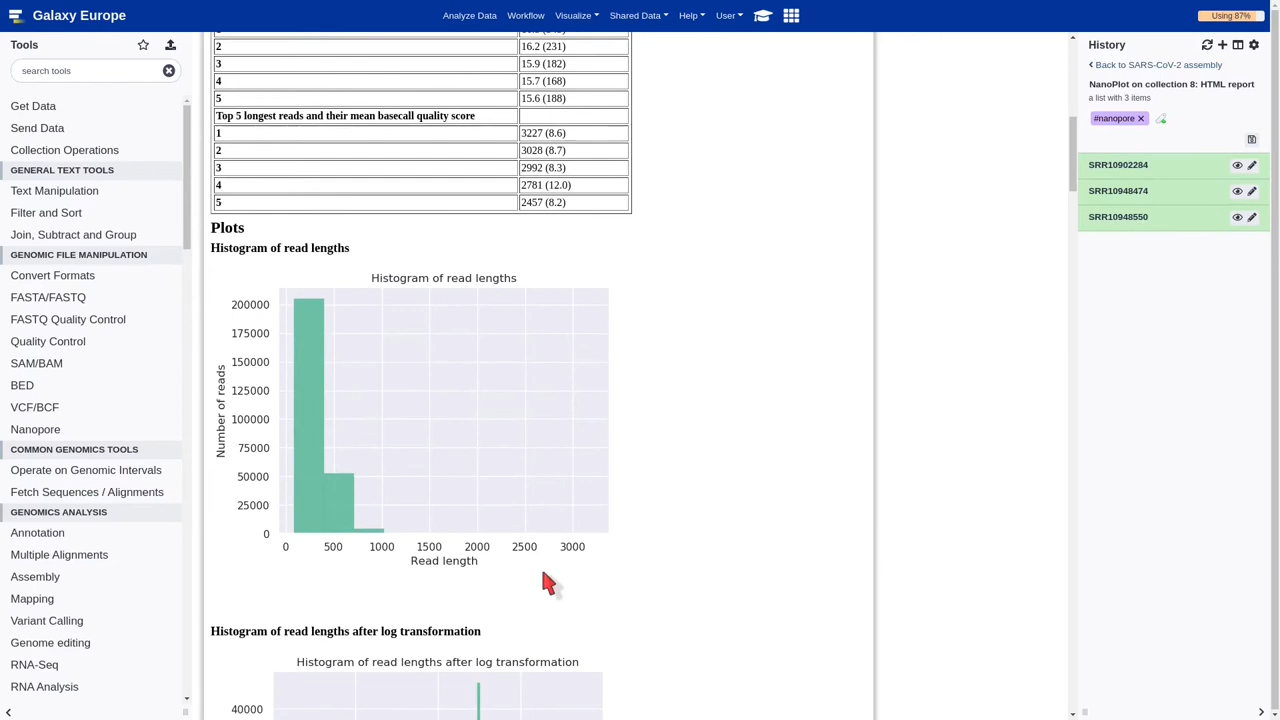 Galaxy Europe
Analyze Data Workflow Visualize Shared Data Help User
Using 87%
Tools
search tools
Get Data
Send Data
Collection Operations
GENERAL TEXT TOOLS
Text Manipulation
Filter and Sort
Join, Subtract and Group
GENOMIC FILE MANIPULATION
Convert Formats
FASTA/FASTQ
FASTQ Quality Control
Quality Control
SAM/BAM
BED
VCF/BCF
Nanopore
COMMON GENOMICS TOOLS
Operate on Genomic Intervals
Fetch Sequences / Alignments
GENOMICS ANALYSIS
Annotation
Multiple Alignments
Assembly
Mapping
Variant Calling
Genome editing
RNA-Seq
RNA Analysis
2 16.2 (231)
3 15.9 (182)
4 15.7 (168)
5 15.6 (188)
Top 5 longest reads and their mean basecall quality score
1 3227 (8.6)
2 3028 (8.7)
3 2992 (8.3)
4 2781 (12.0)
5 2457 (8.2)
Plots
Histogram of read lengths
Histogram of read lengths
200000
175000
150000
125000
100000
75000
50000
25000
0
Number of reads
0 500 1000 1500 2000 2500 3000
Read length
Histogram of read lengths after log transformation
Histogram of read lengths after log transformation
40000
History
Back to SARS-CoV-2 assembly
NanoPlot on collection 8: HTML report
a list with 3 items
#nanopore
SRR10902284
SRR10948474
SRR10948550